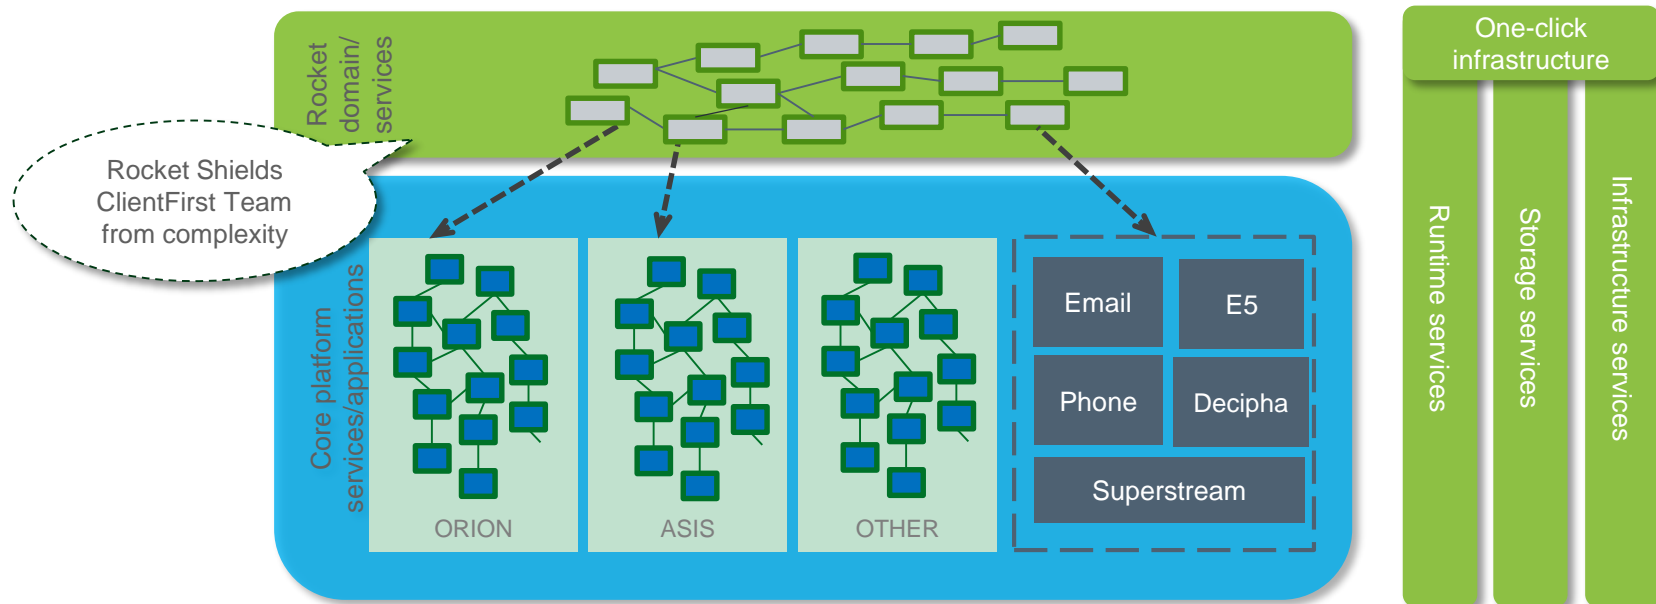 Rocket
domain/
services
Rocket Shields
ClientFirst Team
from complexity
Core platform
services/applications
ORION
ASIS
OTHER
Email
E5
Phone
Decipha
Superstream
One-click
infrastructure
Runtime services
Storage services
Infrastructure services